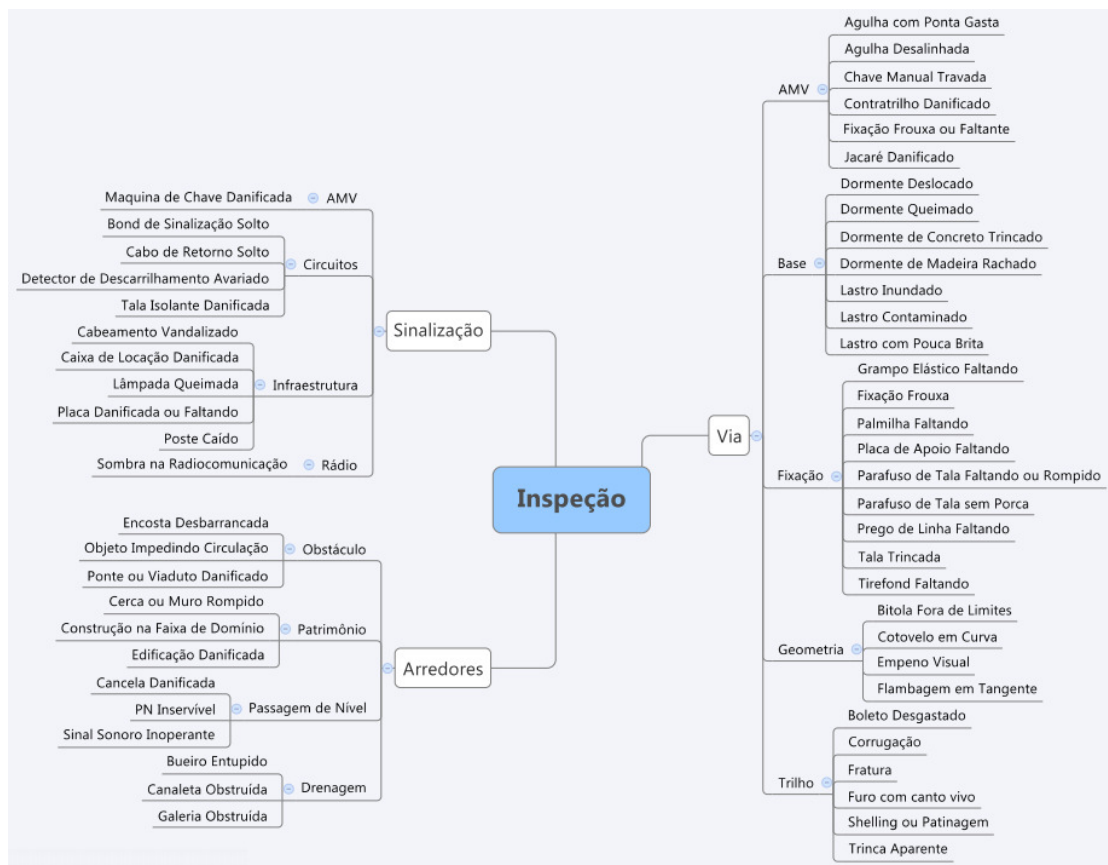 Inspeção
Sinalização
AMV
Maquina de Chave Danificada
Circuitos
Bond de Sinalização Solto
Cabo de Retorno Solto
Detector de Descarrilhamento Avariado
Tala Isolante Danificada
Infraestrutura
Cabeamento Vandalizado
Caixa de Locação Danificada
Lâmpada Queimada
Placa Danificada ou Faltando
Poste Caído
Rádio
Sombra na Radiocomunicação
Arredores
Obstáculo
Encosta Desbarrancada
Objeto Impedindo Circulação
Ponte ou Viaduto Danificado
Patrimônio
Cerca ou Muro Rompido
Construção na Faixa de Domínio
Edificação Danificada
Passagem de Nível
Cancela Danificada
PN Inservível
Sinal Sonoro Inoperante
Drenagem
Bueiro Entupido
Canaleta Obstruída
Galeria Obstruída
Via
AMV
Agulha com Ponta Gasta
Agulha Desalinhada
Chave Manual Travada
Contratrilho Danificado
Fixação Frouxa ou Faltante
Jacaré Danificado
Base
Dormente Deslocado
Dormente Queimado
Dormente de Concreto Trincado
Dormente de Madeira Rachado
Lastro Inundado
Lastro Contaminado
Lastro com Pouca Brita
Fixação
Grampo Elástico Faltando
Fixação Frouxa
Palmilha Faltando
Placa de Apoio Faltando
Parafuso de Tala Faltando ou Rompido
Parafuso de Tala sem Porca
Prego de Linha Faltando
Tala Trincada
Tirefond Faltando
Geometria
Bitola Fora de Limites
Cotovelo em Curva
Empeno Visual
Flambagem em Tangente
Trilho
Boleto Desgastado
Corrugação
Fratura
Furo com canto vivo
Shelling ou Patinagem
Trinca Aparente